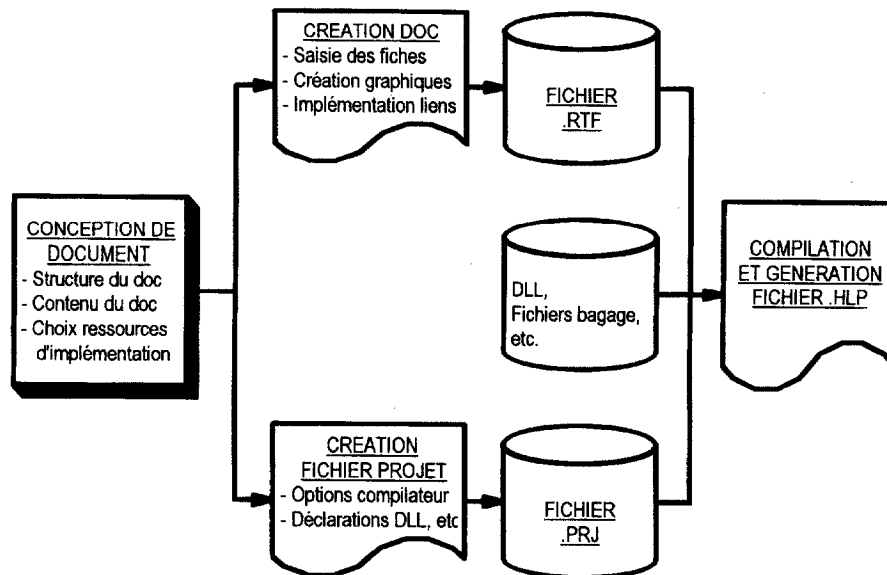 CREATION DOC
- Saisie des fiches
- Création graphiques
- Implémentation liens
FICHIER
.RTF
CONCEPTION DE
DOCUMENT
- Structure du doc
- Contenu du doc
- Choix ressources
d'implémentation
DLL,
Fichiers bagage,
etc.
COMPILATION
ET GENERATION
FICHIER .HLP
CREATION
FICHIER PROJET
- Options compilateur
- Déclarations DLL, etc
FICHIER
.PRJ